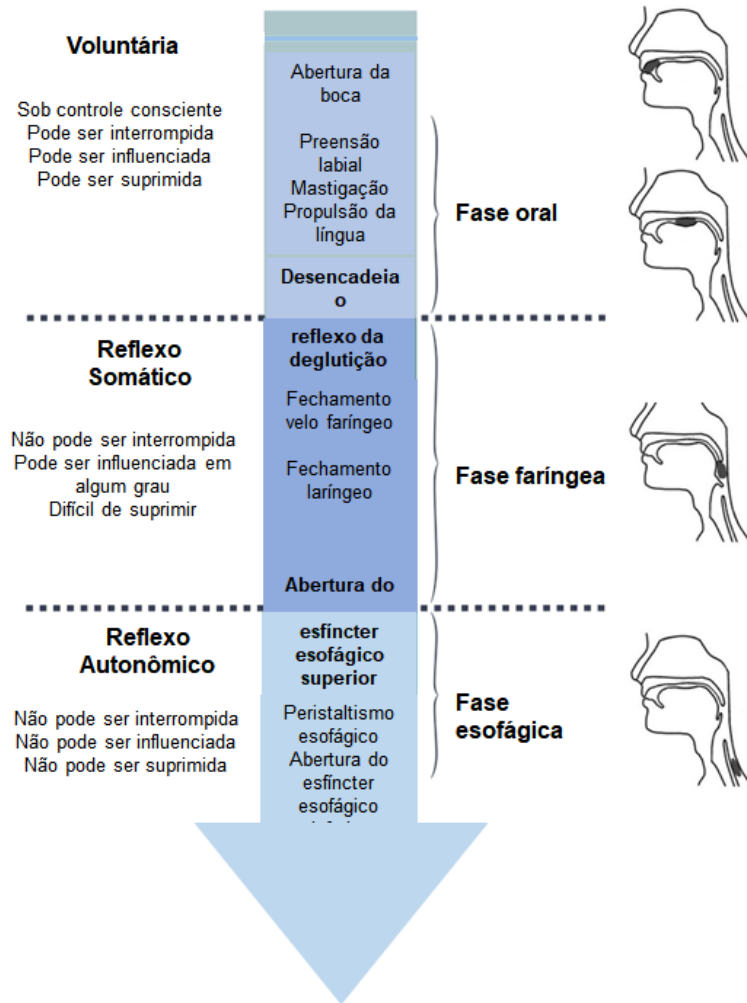 Voluntária
Sob controle consciente
Pode ser interrompida
Pode ser influenciada
Pode ser suprimida
Abertura da
boca
Preensão
labial
Mastigação
Propulsão da
língua
Desencadeia
o
Fase oral
Reflexo
Somático
Não pode ser interrompida
Pode ser influenciada em
algum grau
Difícil de suprimir
reflexo da
deglutição
Fechamento
velo faríngeo
Fechamento
laríngeo
Abertura do
Fase faríngea
Reflexo
Autonômico
Não pode ser interrompida
Não pode ser influenciada
Não pode ser suprimida
esfíncter
esofágico
superior
Peristaltismo
esofágico
Abertura do
esfíncter
esofágico
Fase
esofágica